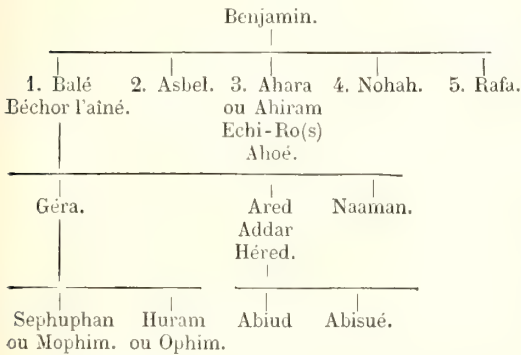 Benjamin.
1. Balé 2. Asbel. 3. Ahara 4. Nohah. 5. Rafa.
Béchor l'aîné. ou Ahiram
Echi-Ro(s)
Ahoé.
Géra. Ared Naaman.
Addar
Héred.
Sephuphan Huram Abiud Abisué.
ou Mophim. ou Ophim.